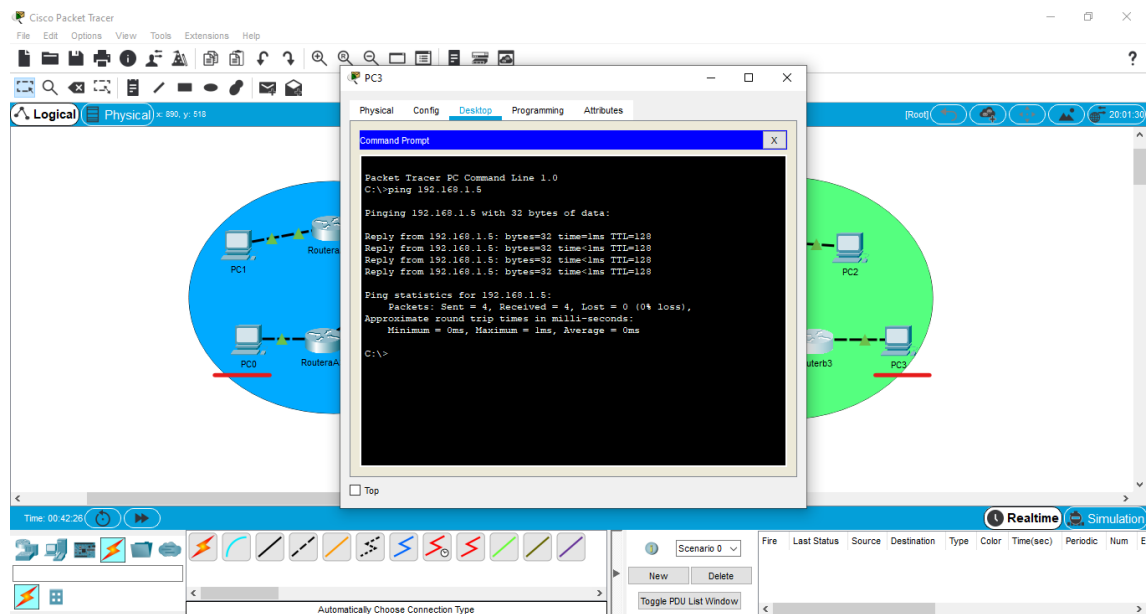 Cisco Packet Tracer
File Edit Options View Tools Extensions Help
?
PC3
Logical
Physical
x: 890, y: 518
[Root]
20:01:30
Physical Config Desktop Programming Attributes
Command Prompt
X
Packet Tracer PC Command Line 1.0
C:\>ping 192.168.1.5
Pinging 192.168.1.5 with 32 bytes of data:
Reply from 192.168.1.5: bytes=32 time=1ms TTL=128
Reply from 192.168.1.5: bytes=32 time<1ms TTL=128
Reply from 192.168.1.5: bytes=32 time<1ms TTL=128
Reply from 192.168.1.5: bytes=32 time<1ms TTL=128
Ping statistics for 192.168.1.5:
Packets: Sent = 4, Received = 4, Lost = 0 (0% loss),
Approximate round trip times in milli-seconds:
Minimum = 0ms, Maximum = 1ms, Average = 0ms
C:\>
Top
Routera
PC1
PC2
PC0
RouteraA
uterb3
PC3
Time: 00:42:26
Realtime
Simulation
Scenario 0
New
Delete
Toggle PDU List Window
Fire Last Status Source Destination Type Color Time(sec) Periodic Num E
Automatically Choose Connection Type